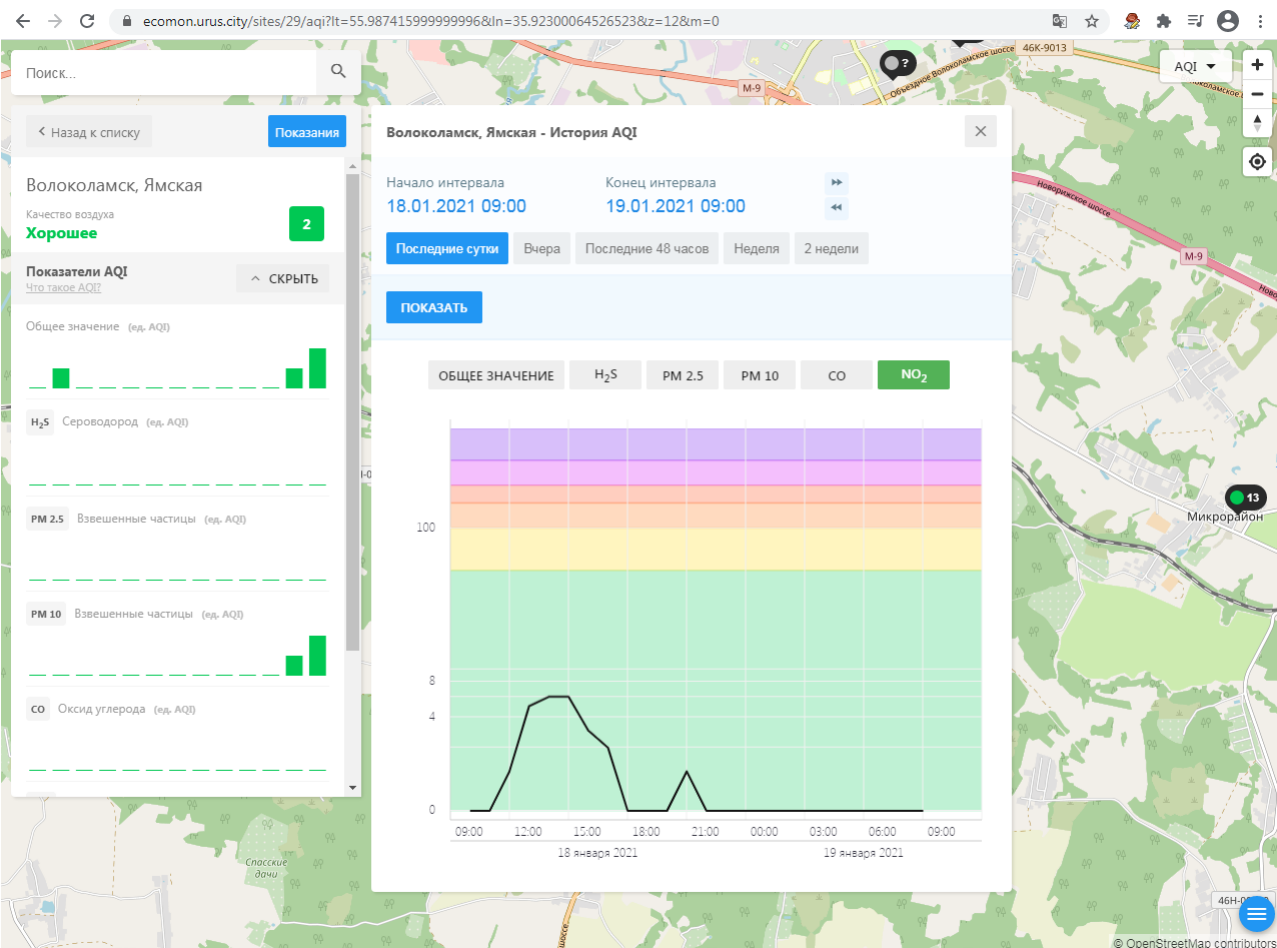 ecomon.urus.city/sites/29/aqi?lt=55.987415999999996&ln=35.92300064526523&z=12&m=0
46К-9013
Объездное Волоколамское шоссе
?
М-9
Поиск...
AQI
+
−
Назад к списку
Показания
Волоколамск, Ямская
Качество воздуха
Хорошее
2
Показатели AQI
Что такое AQI?
СКРЫТЬ
Общее значение (ед. AQI)
H2S Сероводород (ед. AQI)
PM 2.5 Взвешенные частицы (ед. AQI)
PM 10 Взвешенные частицы (ед. AQI)
CO Оксид углерода (ед. AQI)
Волоколамск, Ямская - История AQI
Начало интервала
18.01.2021 09:00
Конец интервала
19.01.2021 09:00
Последние сутки
Вчера
Последние 48 часов
Неделя
2 недели
ПОКАЗАТЬ
ОБЩЕЕ ЗНАЧЕНИЕ
H2S
PM 2.5
PM 10
CO
NO2
100
8
4
0
09:00 12:00 15:00 18:00 21:00 00:00 03:00 06:00 09:00
18 января 2021 19 января 2021
Новорижское шоссе
М-9
13
Микрорайон
Спасские
дачи
© OpenStreetMap contributors